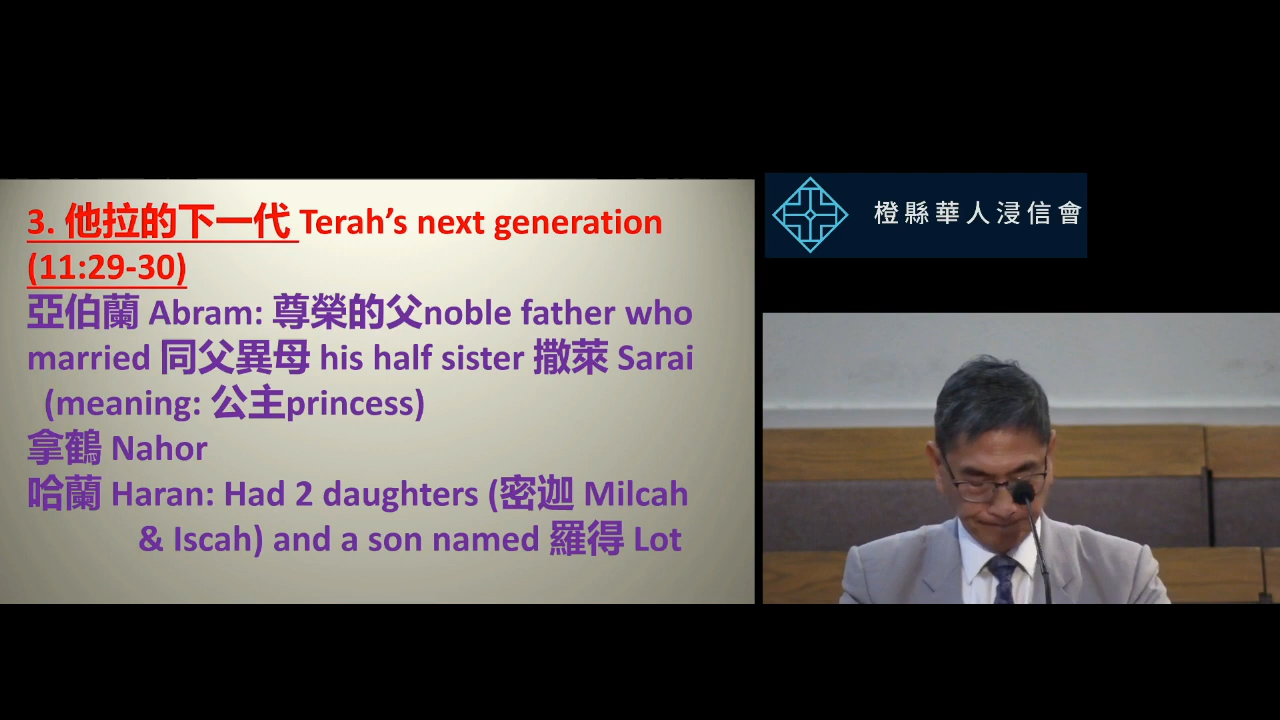 3. 他拉的下一代 Terah’s next generation
(11:29-30)
亞伯蘭 Abram: 尊榮的父noble father who
married 同父異母 his half sister 撒萊 Sarai
(meaning: 公主princess)
拿鶴 Nahor
哈蘭 Haran: Had 2 daughters (密迦 Milcah
& Iscah) and a son named 羅得 Lot
橙縣華人浸信會